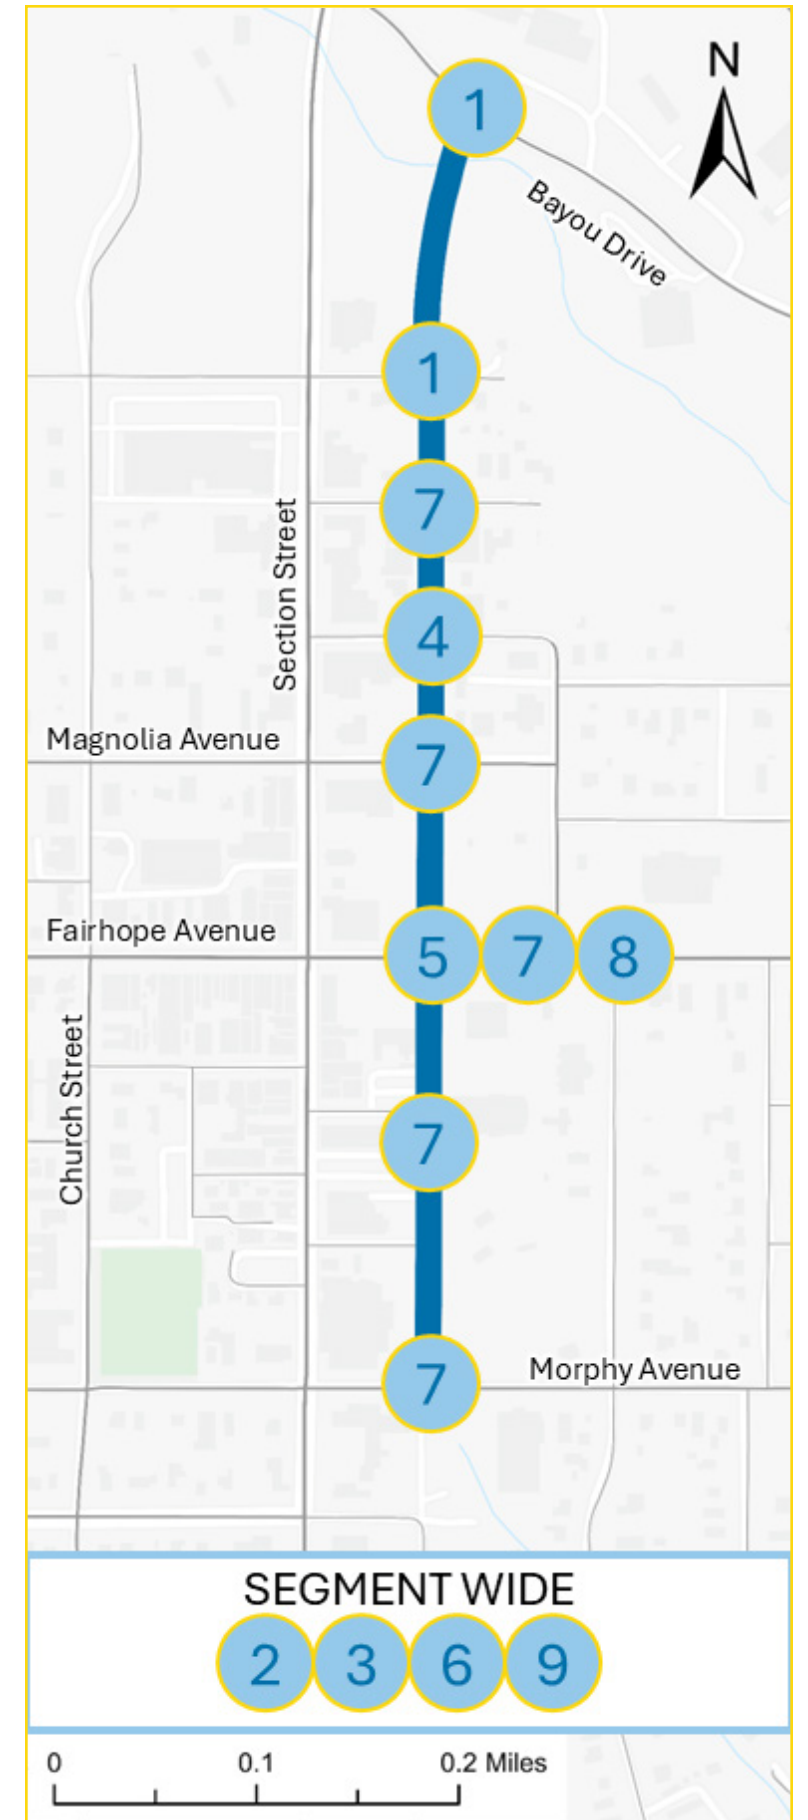 N
1
Bayou Drive
1
7
Section Street
4
Magnolia Avenue
7
Fairhope Avenue
5 7 8
Church Street
7
Morphy Avenue
7
SEGMENT WIDE
2 3 6 9
0 0.1 0.2 Miles